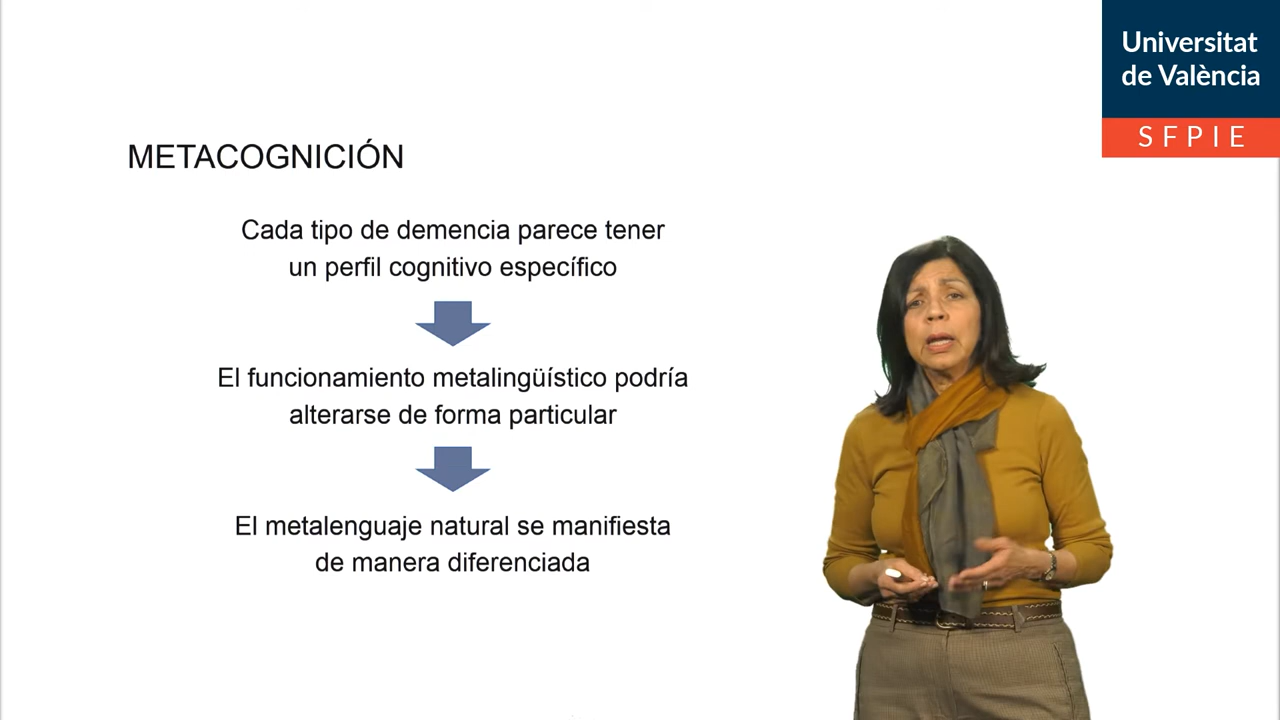 Universitat
de València
SFPIE
METACOGNICIÓN
Cada tipo de demencia parece tener
un perfil cognitivo específico
El funcionamiento metalingüístico podría
alterarse de forma particular
El metalenguaje natural se manifiesta
de manera diferenciada